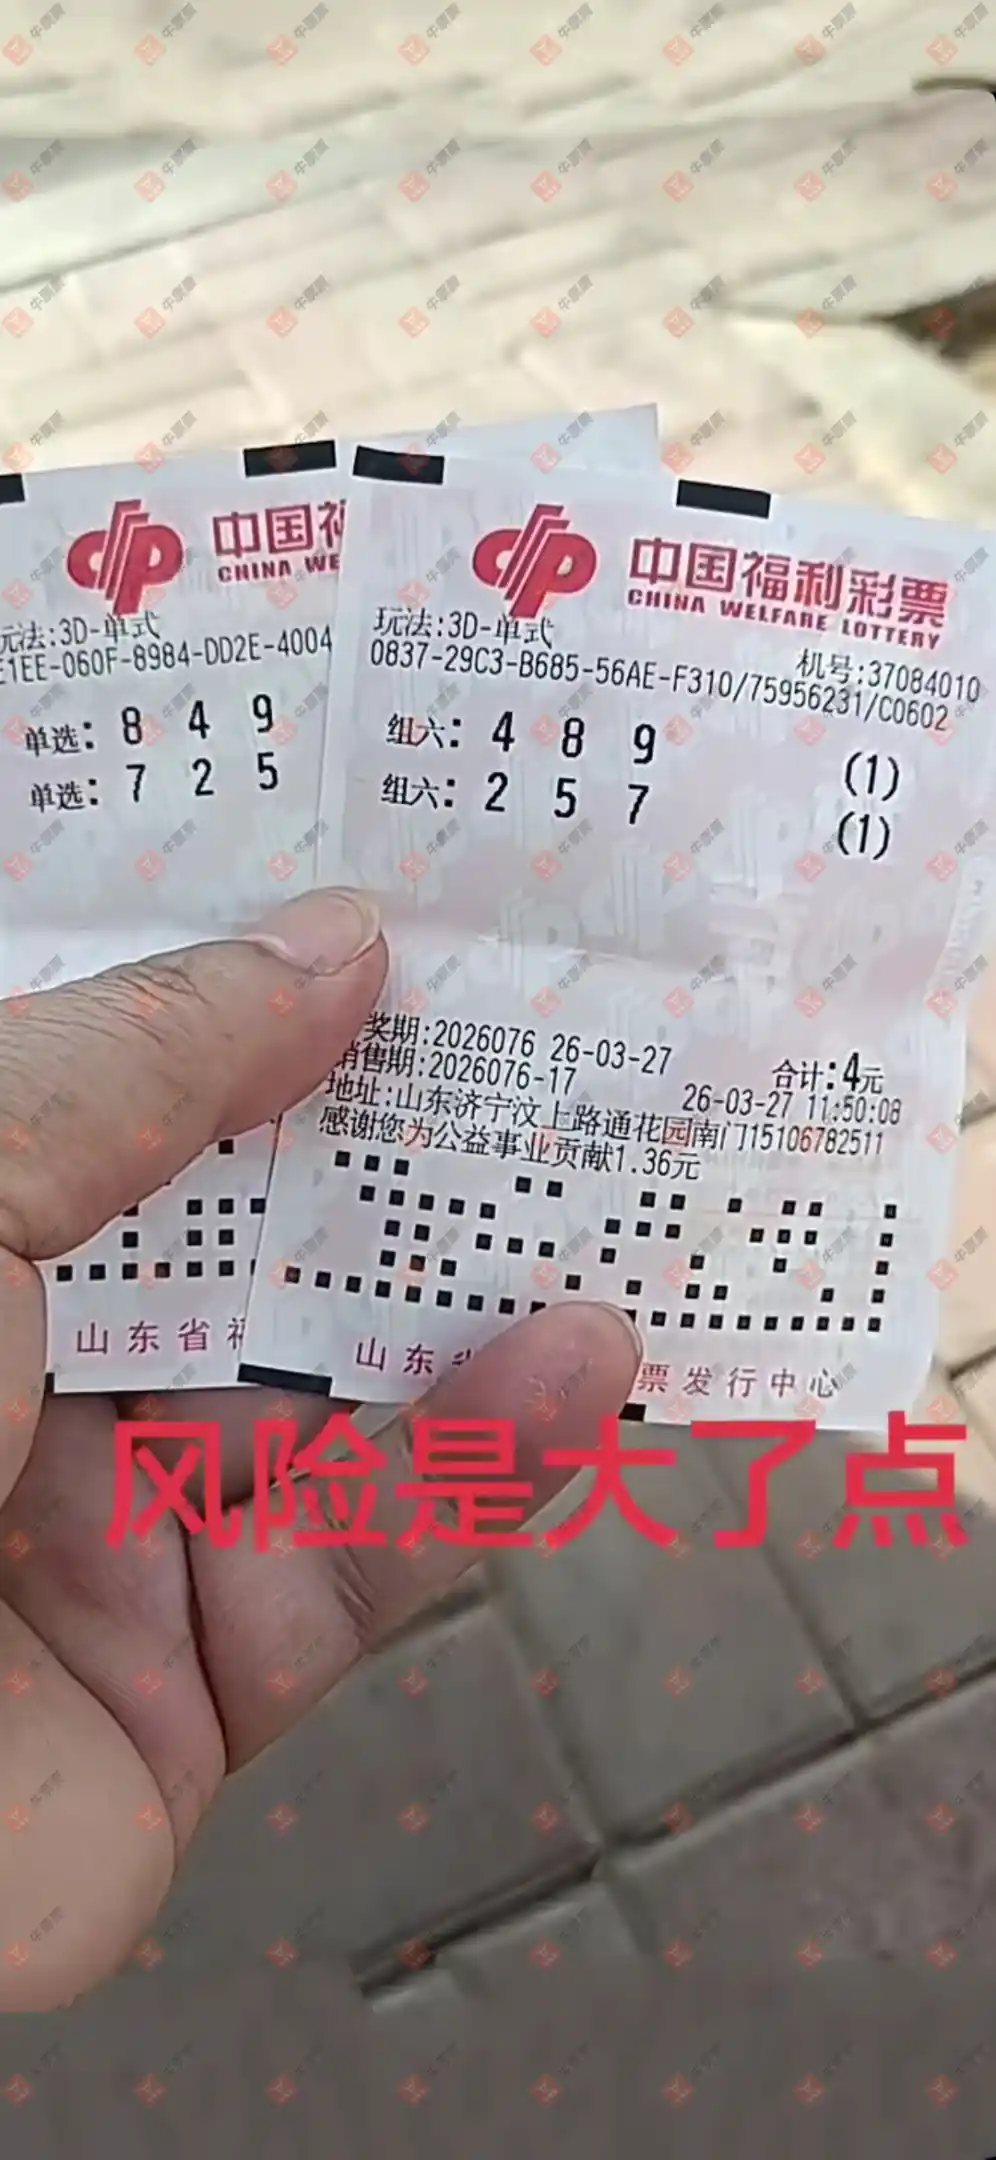 中国福
CHINA WE
玩法:3D-单式
E1EE-060F-8984-DD2E-4004
单选: 8 4 9
单选: 7 2 5
山东省福
中国福利彩票
CHINA WELFARE LOTTERY
玩法:3D-单式
机号:37084010
0837-29C3-B685-56AE-F310/75956231/C0602
组六: 4 8 9 (1)
组六: 2 5 7 (1)
奖期:2026076 26-03-27
合计:4元
销售期:2026076-17 26-03-27 11:50:08
地址:山东济宁汶上路通花园南门15106782511
感谢您为公益事业贡献1.36元
山东省 票发行中心
风险是大了点